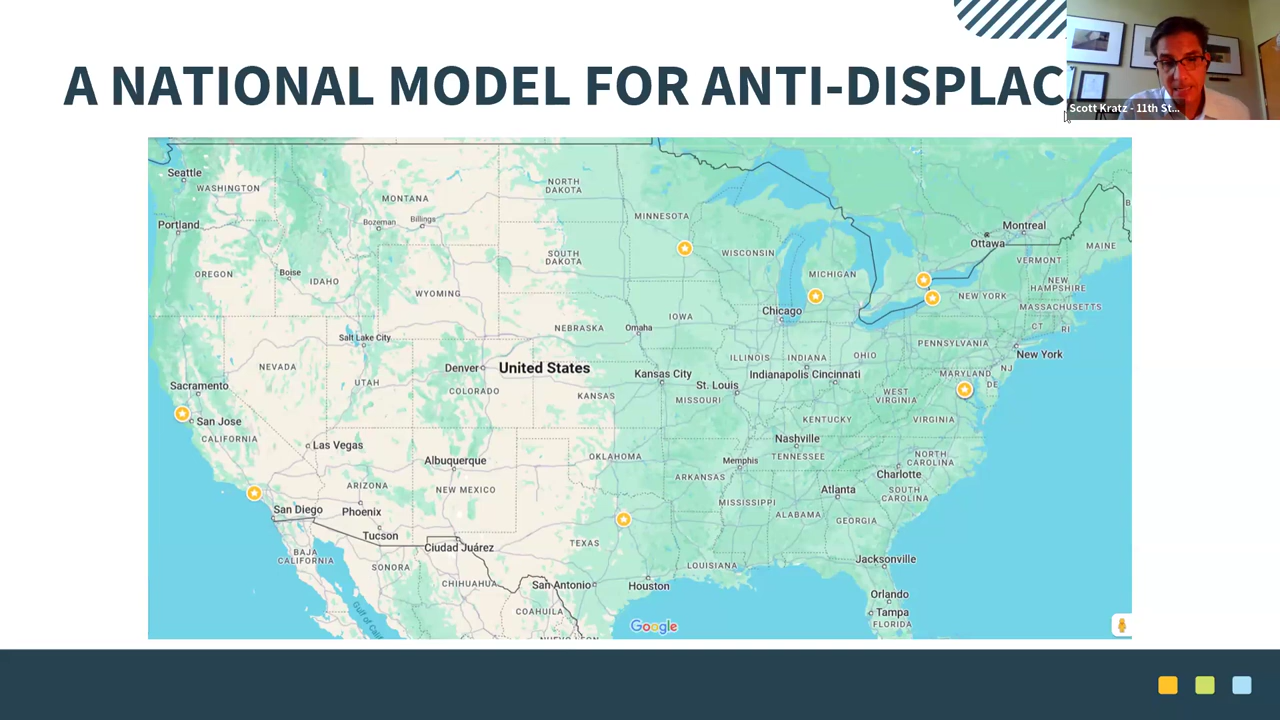 A NATIONAL MODEL FOR ANTI-DISPLAC
Scott Kratz - 11th St...
Seattle
WASHINGTON
Portland
MONTANA
Bozeman
Billings
NORTH
DAKOTA
MINNESOTA
Montreal
Ottawa
MAINE
OREGON
Boise
IDAHO
SOUTH
DAKOTA
WISCONSIN
MICHIGAN
VERMONT
NEW
HAMPSHIRE
WYOMING
NEW YORK
MASSACHUSETTS
Chicago
IOWA
CT
RI
NEBRASKA
Omaha
Salt Lake City
PENNSYLVANIA
New York
NEVADA
UTAH
Denver
United States
ILLINOIS
INDIANA
OHIO
NJ
Sacramento
COLORADO
Kansas City
Indianapolis
Cincinnati
MARYLAND
DE
KANSAS
St. Louis
MISSOURI
WEST
VIRGINIA
San Jose
CALIFORNIA
KENTUCKY
VIRGINIA
Las Vegas
Nashville
Albuquerque
OKLAHOMA
Memphis
TENNESSEE
NORTH
CAROLINA
ARIZONA
NEW MEXICO
ARKANSAS
Charlotte
San Diego
Phoenix
MISSISSIPPI
Atlanta
SOUTH
CAROLINA
ALABAMA
GEORGIA
Tucson
Ciudad Juárez
TEXAS
BAJA
CALIFORNIA
SONORA
LOUISIANA
Jacksonville
CHIHUAHUA
San Antonio
Houston
Orlando
COAHUILA
Tampa
FLORIDA
Gulf of Calif
Google
NUEVO LEON